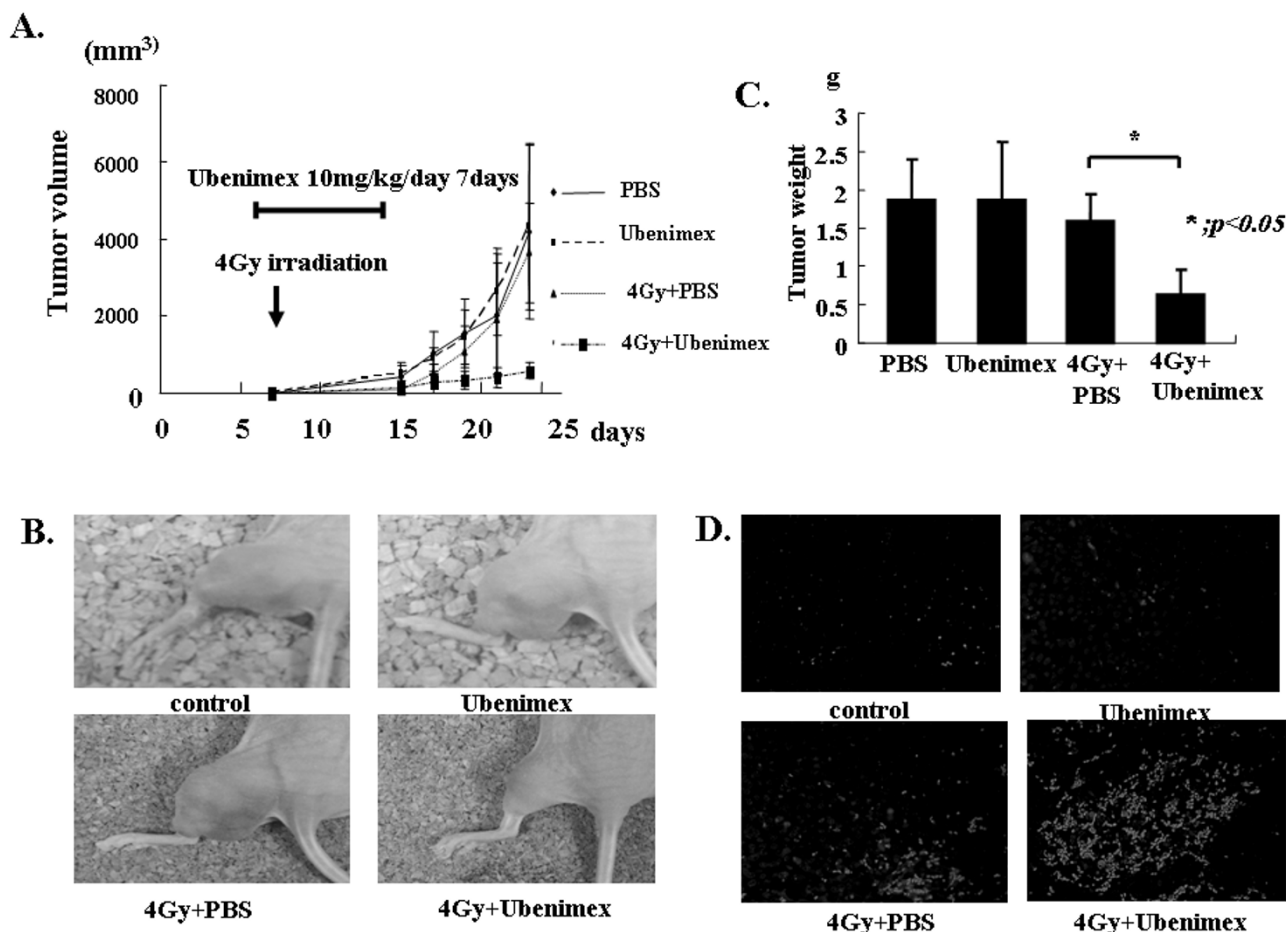 A.
(mm3)
8000
6000
4000
2000
0
Tumor volume
Ubenimex 10mg/kg/day 7days
4Gy irradiation
PBS
Ubenimex
4Gy+PBS
4Gy+Ubenimex
0 5 10 15 20 25 days
C.
g
3
2.5
2
1.5
1
0.5
0
Tumor weight
*
* ;p<0.05
PBS Ubenimex 4Gy+ 4Gy+
PBS Ubenimex
B.
control Ubenimex
4Gy+PBS 4Gy+Ubenimex
D.
control Ubenimex
4Gy+PBS 4Gy+Ubenimex